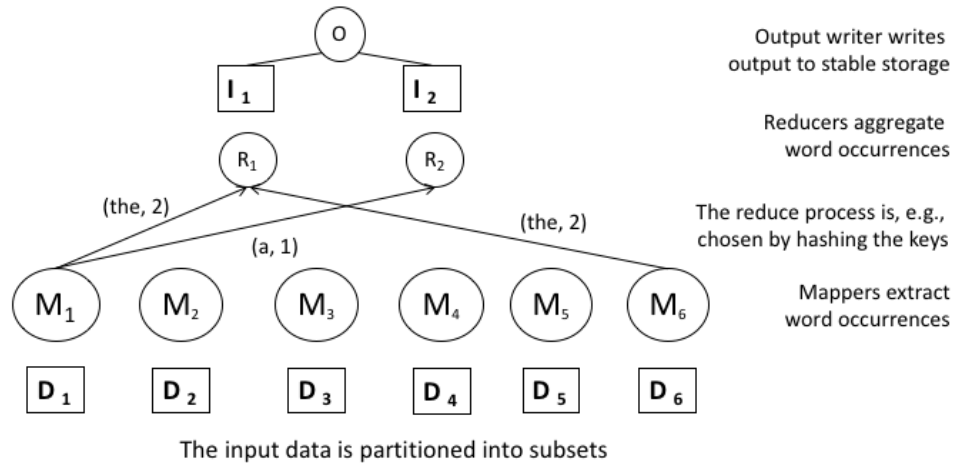 O
Output writer writes
output to stable storage
I 1
I 2
Reducers aggregate
word occurrences
R1
R2
(the, 2)
(a, 1)
(the, 2)
The reduce process is, e.g.,
chosen by hashing the keys
M1
M2
M3
M4
M5
M6
Mappers extract
word occurrences
D 1
D 2
D 3
D 4
D 5
D 6
The input data is partitioned into subsets